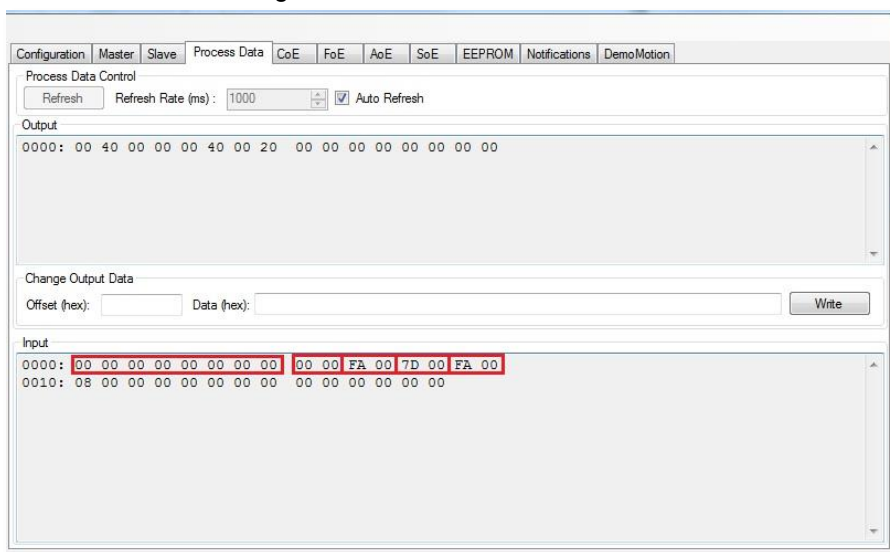 Configuration Master Slave Process Data CoE FoE AoE SoE EEPROM Notifications DemoMotion
Process Data Control
Refresh Refresh Rate (ms) : 1000 Auto Refresh
Output
0000: 00 40 00 00 00 40 00 20 00 00 00 00 00 00 00 00
Change Output Data
Offset (hex): Data (hex): Write
Input
0000: 00 00 00 00 00 00 00 00 00 00 FA 00 7D 00 FA 00
0010: 08 00 00 00 00 00 00 00 00 00 00 00 00 00